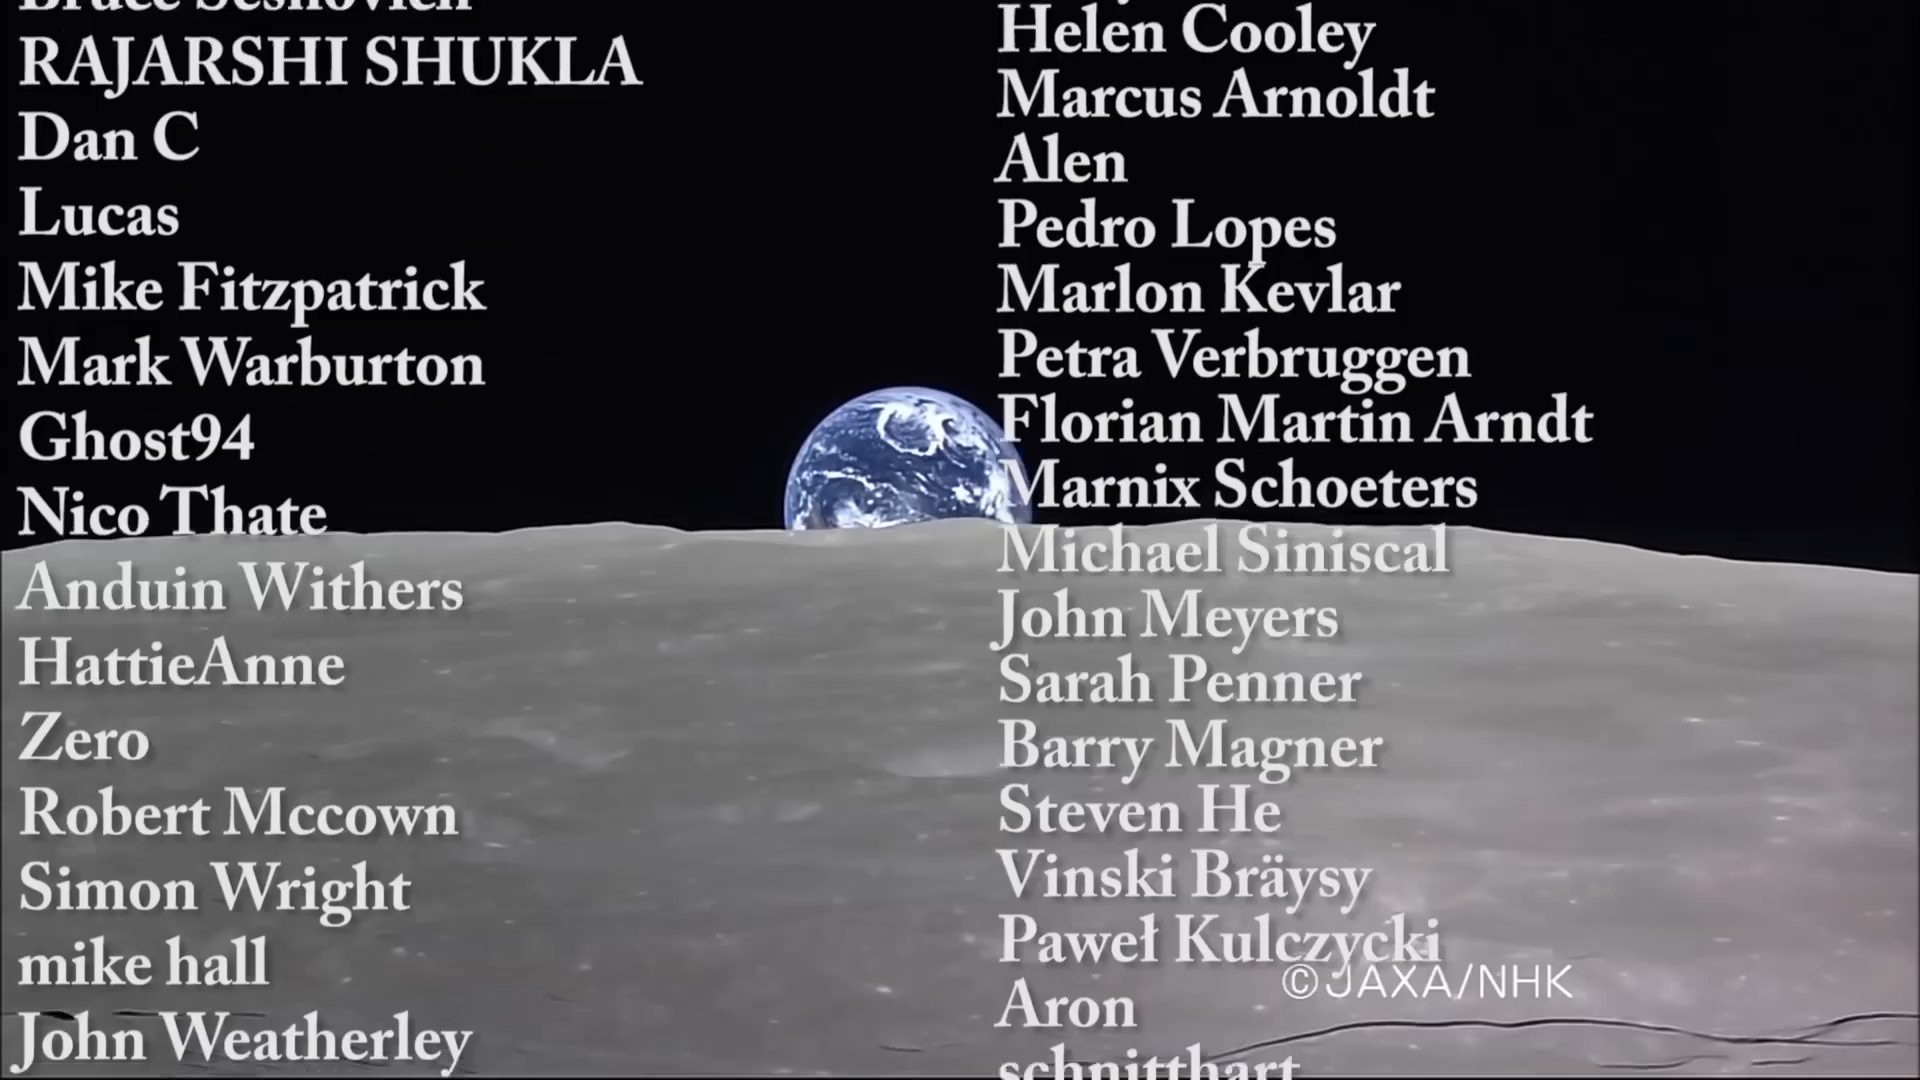 RAJARSHI SHUKLA
Dan C
Lucas
Mike Fitzpatrick
Mark Warburton
Ghost94
Nico Thate
Anduin Withers
HattieAnne
Zero
Robert Mccown
Simon Wright
mike hall
John Weatherley
Helen Cooley
Marcus Arnoldt
Alen
Pedro Lopes
Marlon Kevlar
Petra Verbruggen
Florian Martin Arndt
Marnix Schoeters
Michael Siniscal
John Meyers
Sarah Penner
Barry Magner
Steven He
Vinski Bräysy
Paweł Kulczycki
Aron
schnitthart
©JAXA/NHK